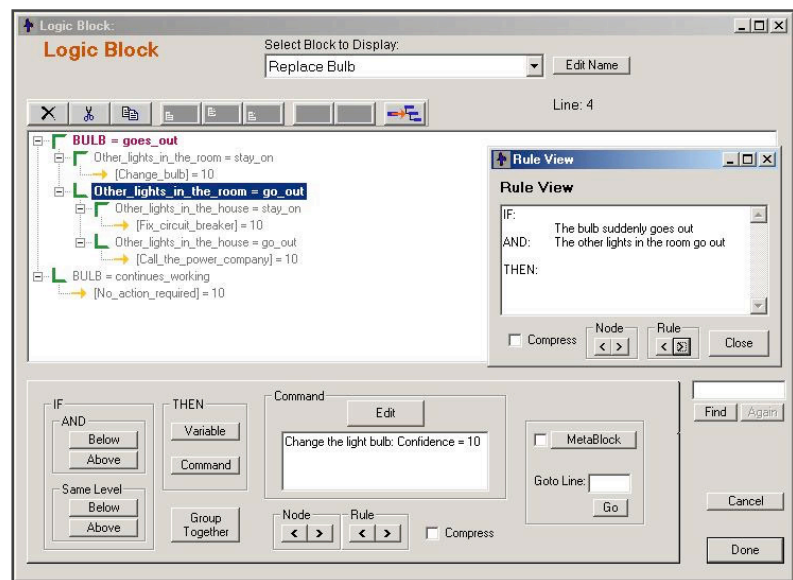 Logic Block:
Logic Block
Select Block to Display:
Replace Bulb
Edit Name
Line: 4
BULB = goes_out
Other_lights_in_the_room = stay_on
[Change_bulb] = 10
Other_lights_in_the_room = go_out
Other_lights_in_the_house = stay_on
[Fix_circuit_breaker] = 10
Other_lights_in_the_house = go_out
[Call_the_power_company] = 10
BULB = continues_working
[No_action_required] = 10
Rule View
Rule View
IF:
The bulb suddenly goes out
AND: The other lights in the room go out
THEN:
Compress
Node
< >
Rule
< >
Close
IF
AND
Below
Above
Same Level
Below
Above
THEN
Variable
Command
Group
Together
Command
Edit
Change the light bulb: Confidence = 10
Node
< >
Rule
< >
Compress
MetaBlock
Goto Line:
Go
Find Again
Cancel
Done